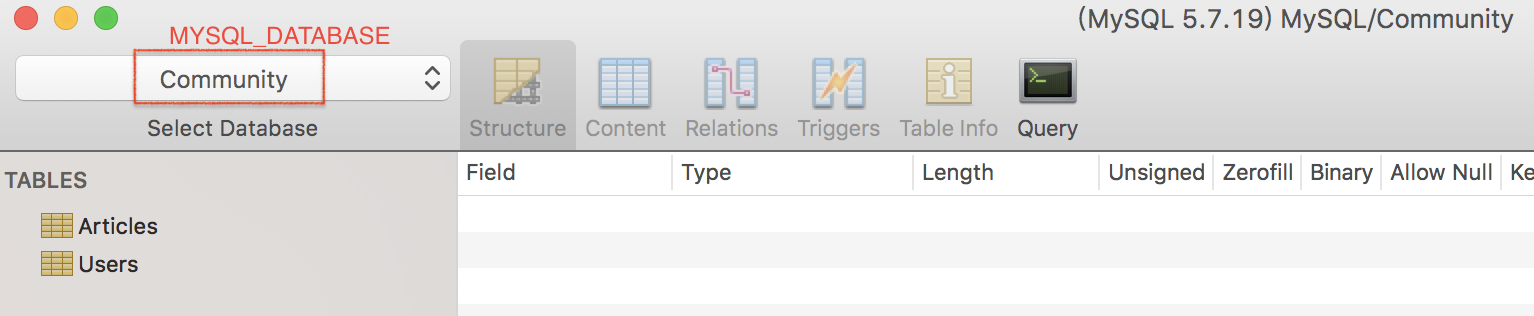 (MySQL 5.7.19) MySQL/Community
MYSQL_DATABASE
Community
Select Database
Structure Content Relations Triggers Table Info Query
TABLES
Articles
Users
Field Type Length Unsigned Zerofill Binary Allow Null Ke